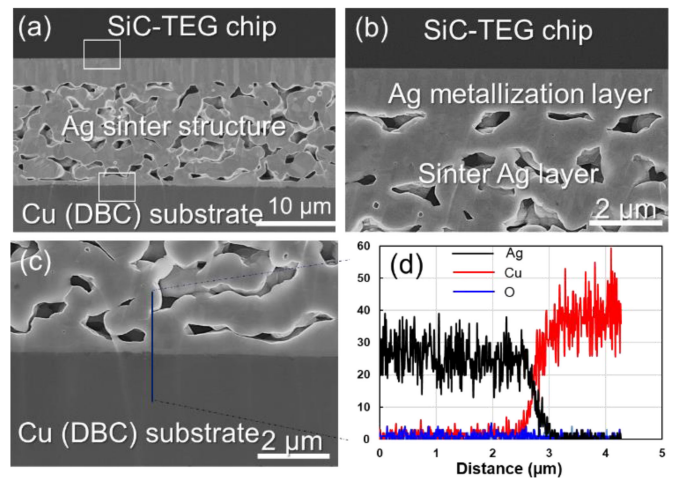 (a)
SiC-TEG chip
Ag sinter structure
Cu (DBC) substrate
10 μm
(b)
SiC-TEG chip
Ag metallization layer
Sinter Ag layer
2 μm
(c)
Cu (DBC) substrate
2 μm
(d)
Ag
Cu
O
60
50
40
30
20
10
0
0 1 2 3 4 5
Distance (μm)